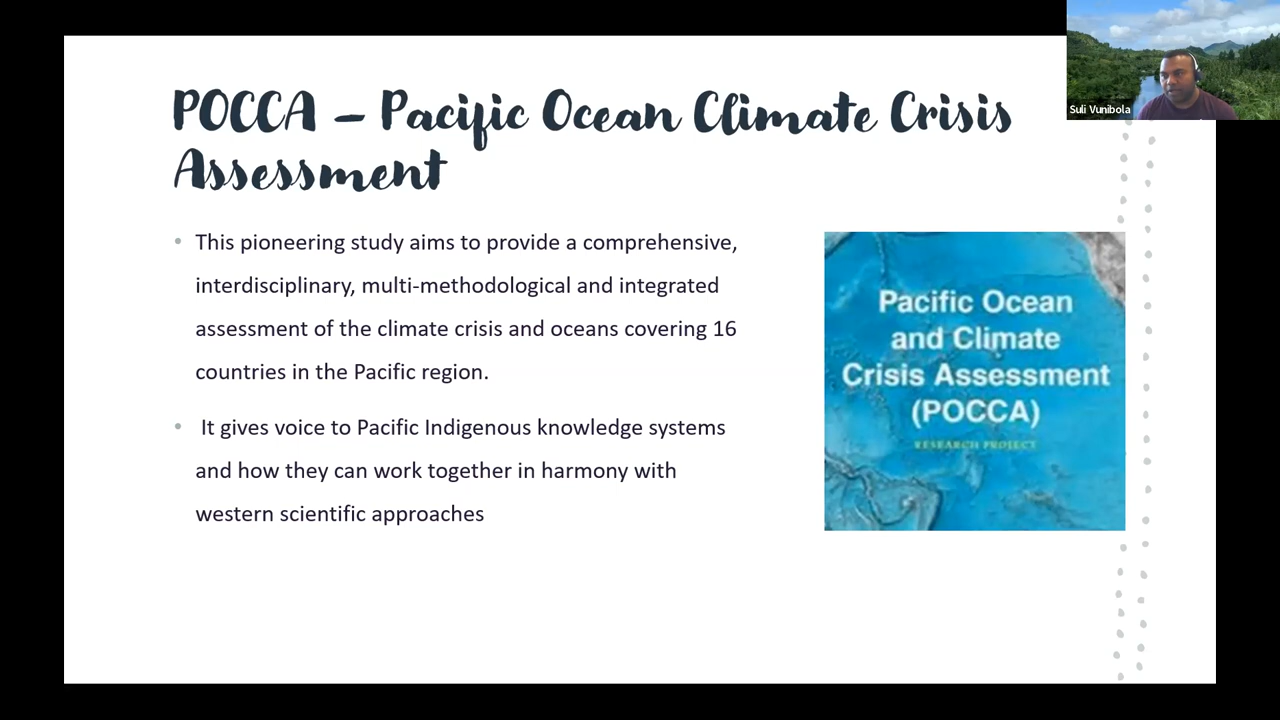 POCCA – Pacific Ocean Climate Crisis
Assessment
Suli Vunibola
• This pioneering study aims to provide a comprehensive,
interdisciplinary, multi-methodological and integrated
assessment of the climate crisis and oceans covering 16
countries in the Pacific region.
• It gives voice to Pacific Indigenous knowledge systems
and how they can work together in harmony with
western scientific approaches
Pacific Ocean
and Climate
Crisis Assessment
(POCCA)
RESEARCH PROJECT